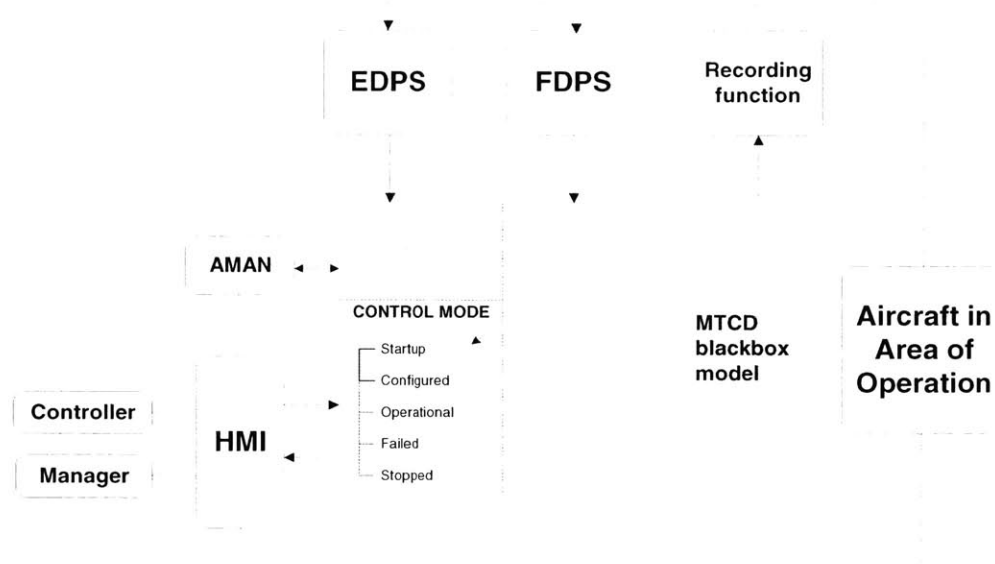 EDPS
FDPS
Recording
function
AMAN
CONTROL MODE
Startup
Configured
Operational
Failed
Stopped
MTCD
blackbox
model
Aircraft in
Area of
Operation
Controller
HMI
Manager